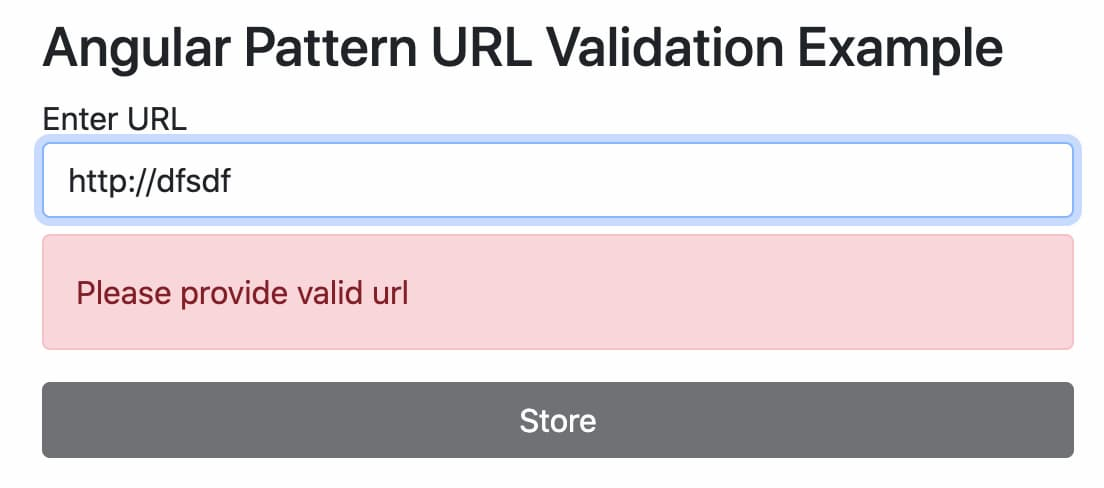 Angular Pattern URL Validation Example
Enter URL
http://dfsdf
Please provide valid url
Store